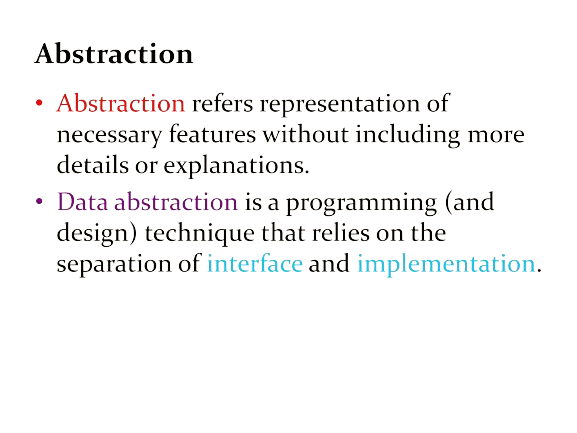 Abstraction
• Abstraction refers representation of
necessary features without including more
details or explanations.
• Data abstraction is a programming (and
design) technique that relies on the
separation of interface and implementation.